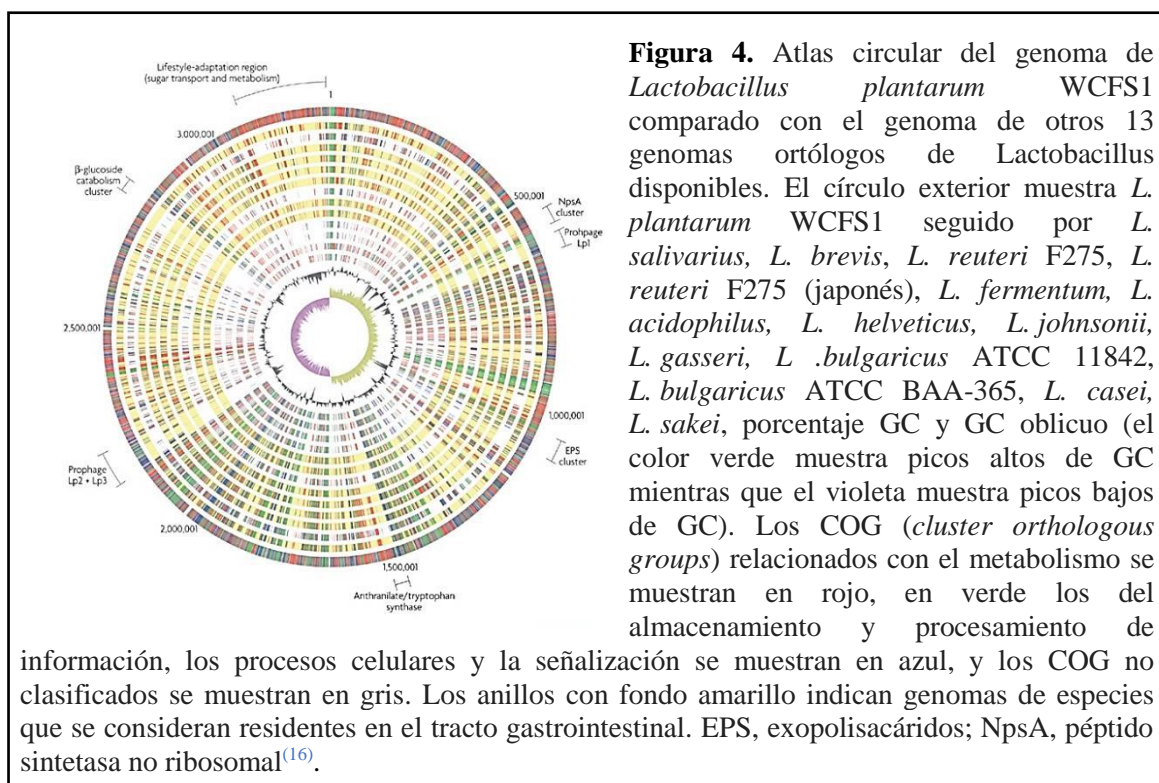 Lifestyle-adaptation region
(sugar transport and metabolism)
1
3,000,001
β-glucoside
catabolism
cluster
500,001
NpsA
cluster
Prohpage
Lp1
2,500,001
1,000,001
EPS
cluster
Prophage
Lp2 + Lp3
2,000,001
1,500,001
Anthranilate/tryptophan
synthase
Figura 4. Atlas circular del genoma de
Lactobacillus plantarum WCFS1
comparado con el genoma de otros 13
genomas ortólogos de Lactobacillus
disponibles. El círculo exterior muestra L.
plantarum WCFS1 seguido por L.
salivarius, L. brevis, L. reuteri F275, L.
reuteri F275 (japonés), L. fermentum, L.
acidophilus, L. helveticus, L. johnsonii,
L. gasseri, L .bulgaricus ATCC 11842,
L. bulgaricus ATCC BAA-365, L. casei,
L. sakei, porcentaje GC y GC oblicuo (el
color verde muestra picos altos de GC
mientras que el violeta muestra picos bajos
de GC). Los COG (cluster orthologous
groups) relacionados con el metabolismo se
muestran en rojo, en verde los del
almacenamiento y procesamiento de
información, los procesos celulares y la señalización se muestran en azul, y los COG no
clasificados se muestran en gris. Los anillos con fondo amarillo indican genomas de especies
que se consideran residentes en el tracto gastrointestinal. EPS, exopolisacáridos; NpsA, péptido
sintetasa no ribosomal(16).